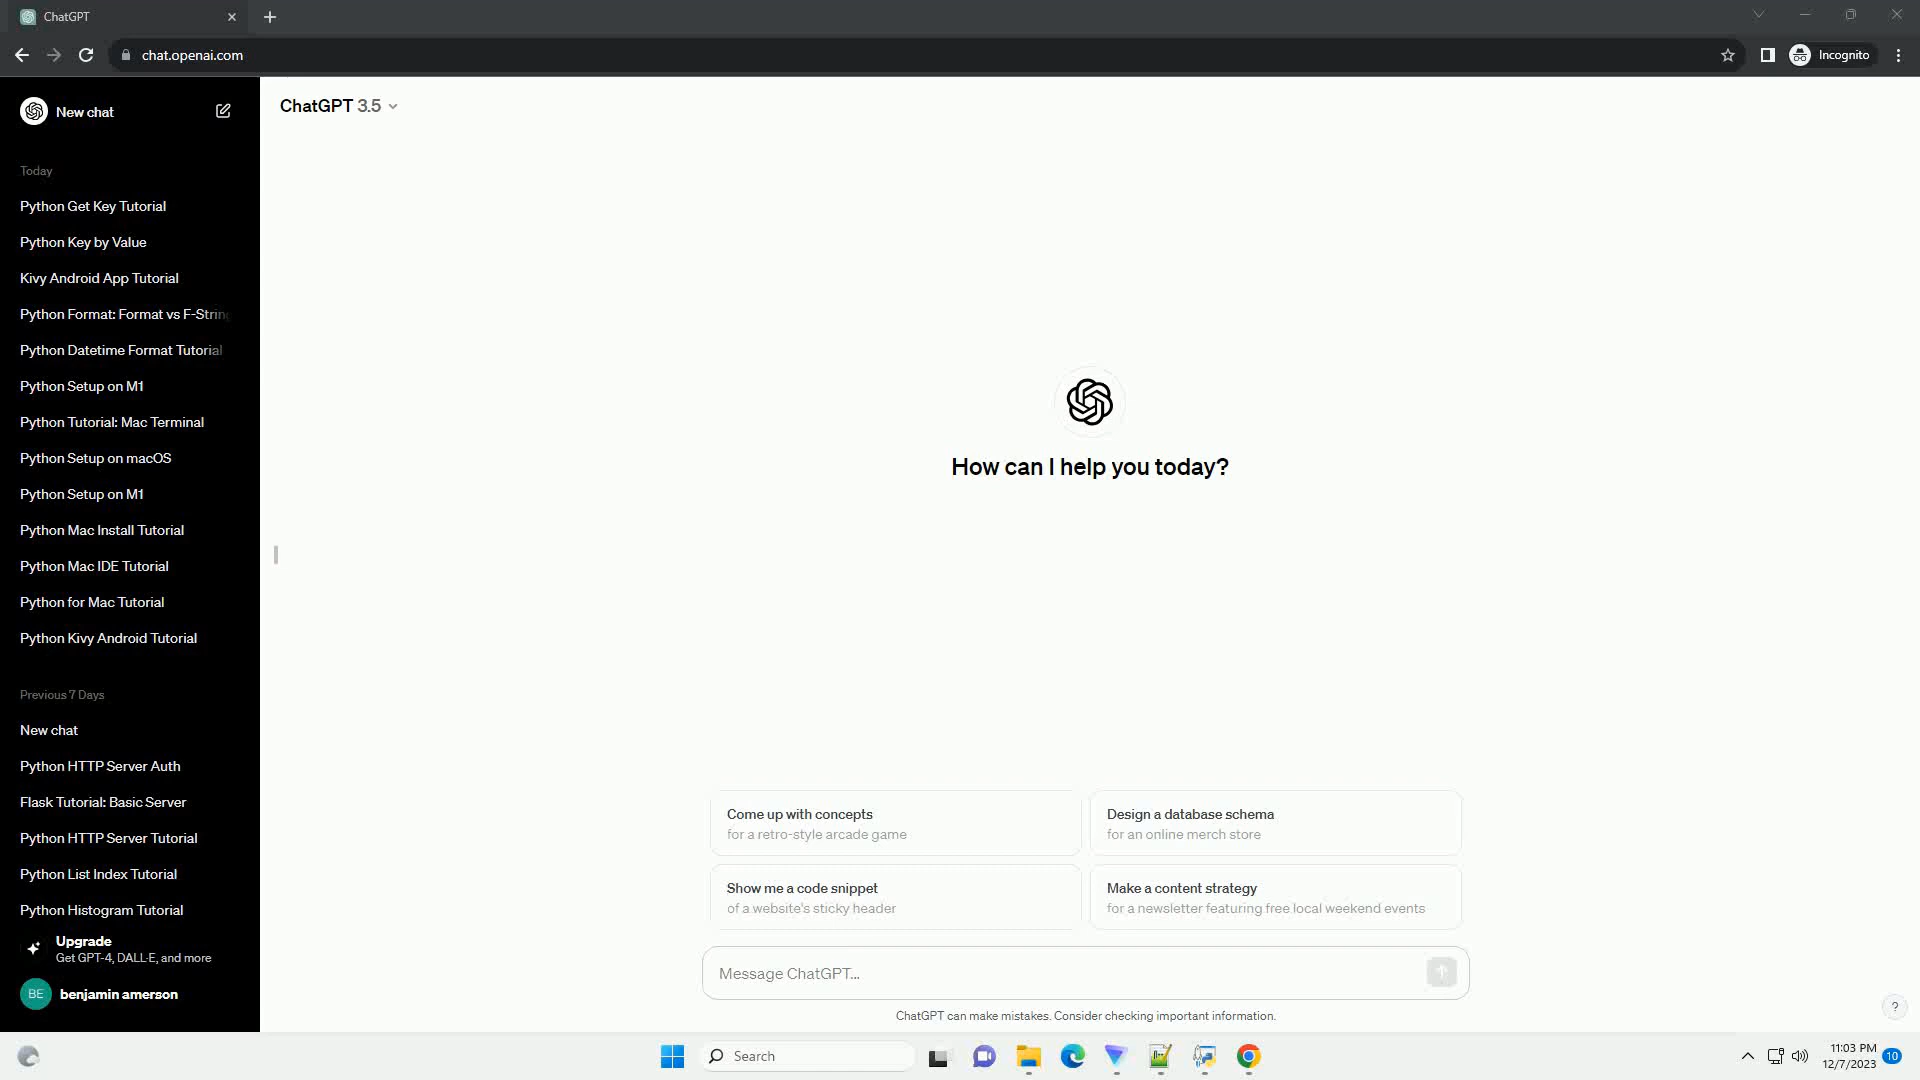 ChatGPT
chat.openai.com
Incognito
New chat
Today
Python Get Key Tutorial
Python Key by Value
Kivy Android App Tutorial
Python Format: Format vs F-String
Python Datetime Format Tutorial
Python Setup on M1
Python Tutorial: Mac Terminal
Python Setup on macOS
Python Setup on M1
Python Mac Install Tutorial
Python Mac IDE Tutorial
Python for Mac Tutorial
Python Kivy Android Tutorial
Previous 7 Days
New chat
Python HTTP Server Auth
Flask Tutorial: Basic Server
Python HTTP Server Tutorial
Python List Index Tutorial
Python Histogram Tutorial
Upgrade
Get GPT-4, DALL·E, and more
BE benjamin amerson
ChatGPT 3.5
How can I help you today?
Come up with concepts
for a retro-style arcade game
Design a database schema
for an online merch store
Show me a code snippet
of a website's sticky header
Make a content strategy
for a newsletter featuring free local weekend events
Message ChatGPT...
ChatGPT can make mistakes. Consider checking important information.
?
Search
11:03 PM
12/7/2023
10